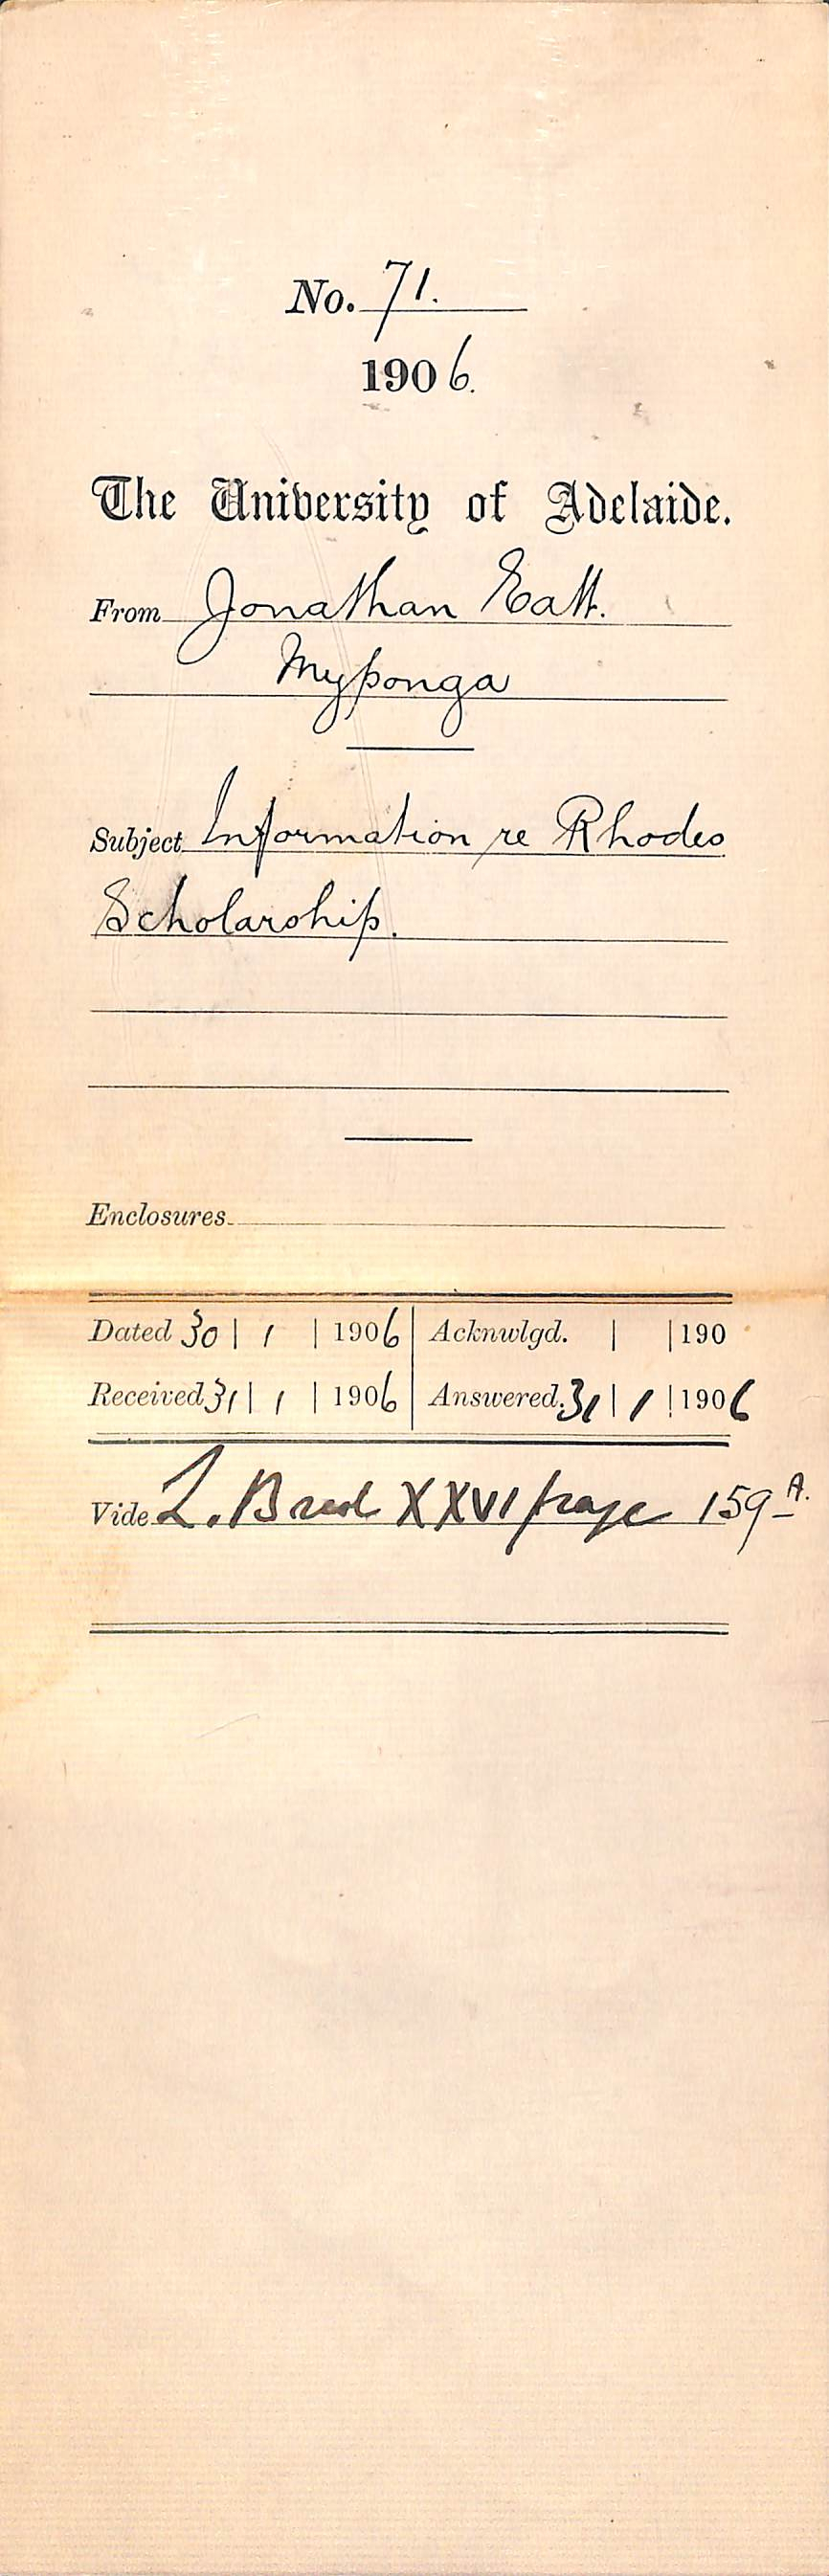 No. 71.
1906.
The University of Adelaide.
From Jonathan Eatt.
Myponga
Subject Information re Rhodes
Scholarship.
Enclosures
Dated 30 | 1 | 1906 Acknwlgd. | | 190
Received 31 | 1 | 1906 Answered. 31 | 1 | 1906
Vide L. Book XXVI page 159 A.